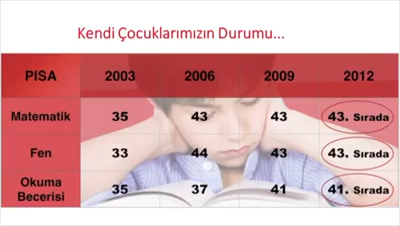 Kendi Çocuklarımızın Durumu...
PISA 2003 2006 2009 2012
Matematik 35 43 43 43. Sırada
Fen 33 44 43 43. Sırada
Okuma
Becerisi 35 37 41 41. Sırada